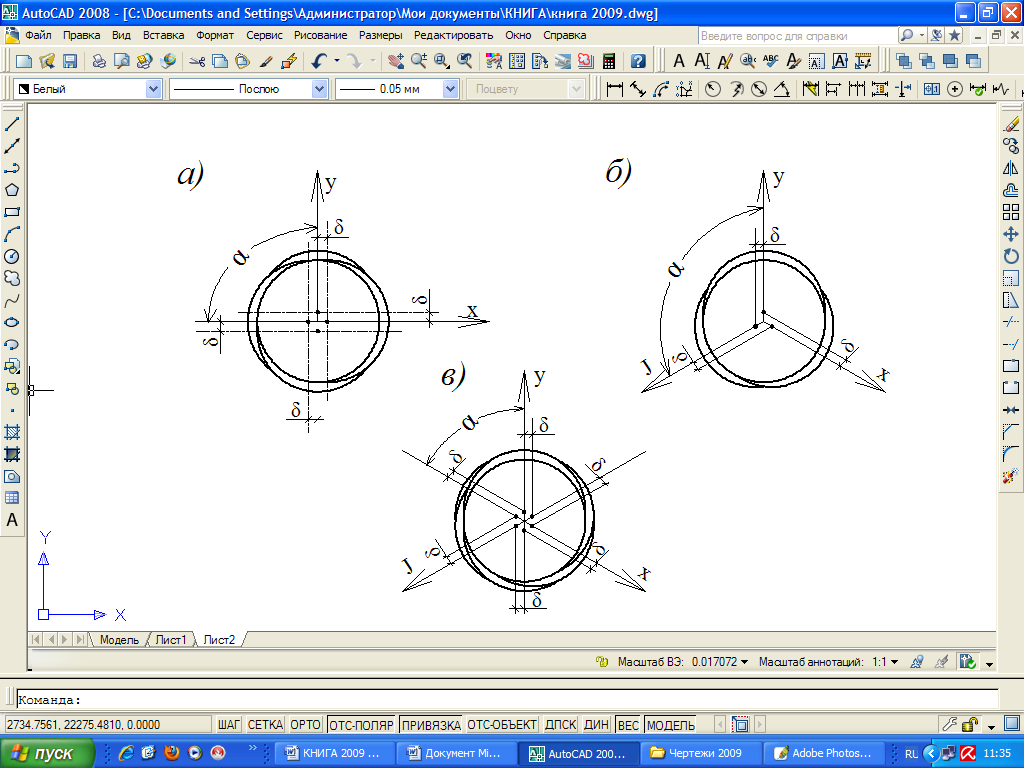 AutoCAD 2008 - [C:\Documents and Settings\Администратор\Мои документы\КНИГА\книга 2009.dwg]
Файл Правка Вид Вставка Формат Сервис Рисование Размеры Редактировать Окно Справка
Введите вопрос для справки
Белый Послою 0.05 мм Поцвету
а) y δ α δ x δ δ
б) y δ α δ δ J x
в) y α δ δ δ δ δ J x δ
A
Y
X
Модель Лист1 Лист2
Масштаб ВЭ: 0.017072 Масштаб аннотаций: 1:1
Команда:
2734.7561, 22275.4810, 0.0000 ШАГ СЕТКА ОРТО ОТС-ПОЛЯР ПРИВЯЗКА ОТС-ОБЪЕКТ ДПСК ДИН ВЕС МОДЕЛЬ
пуск КНИГА 2009 ... Документ Mi... AutoCAD 200... Чертежи 2009 Adobe Photos... RU 11:35